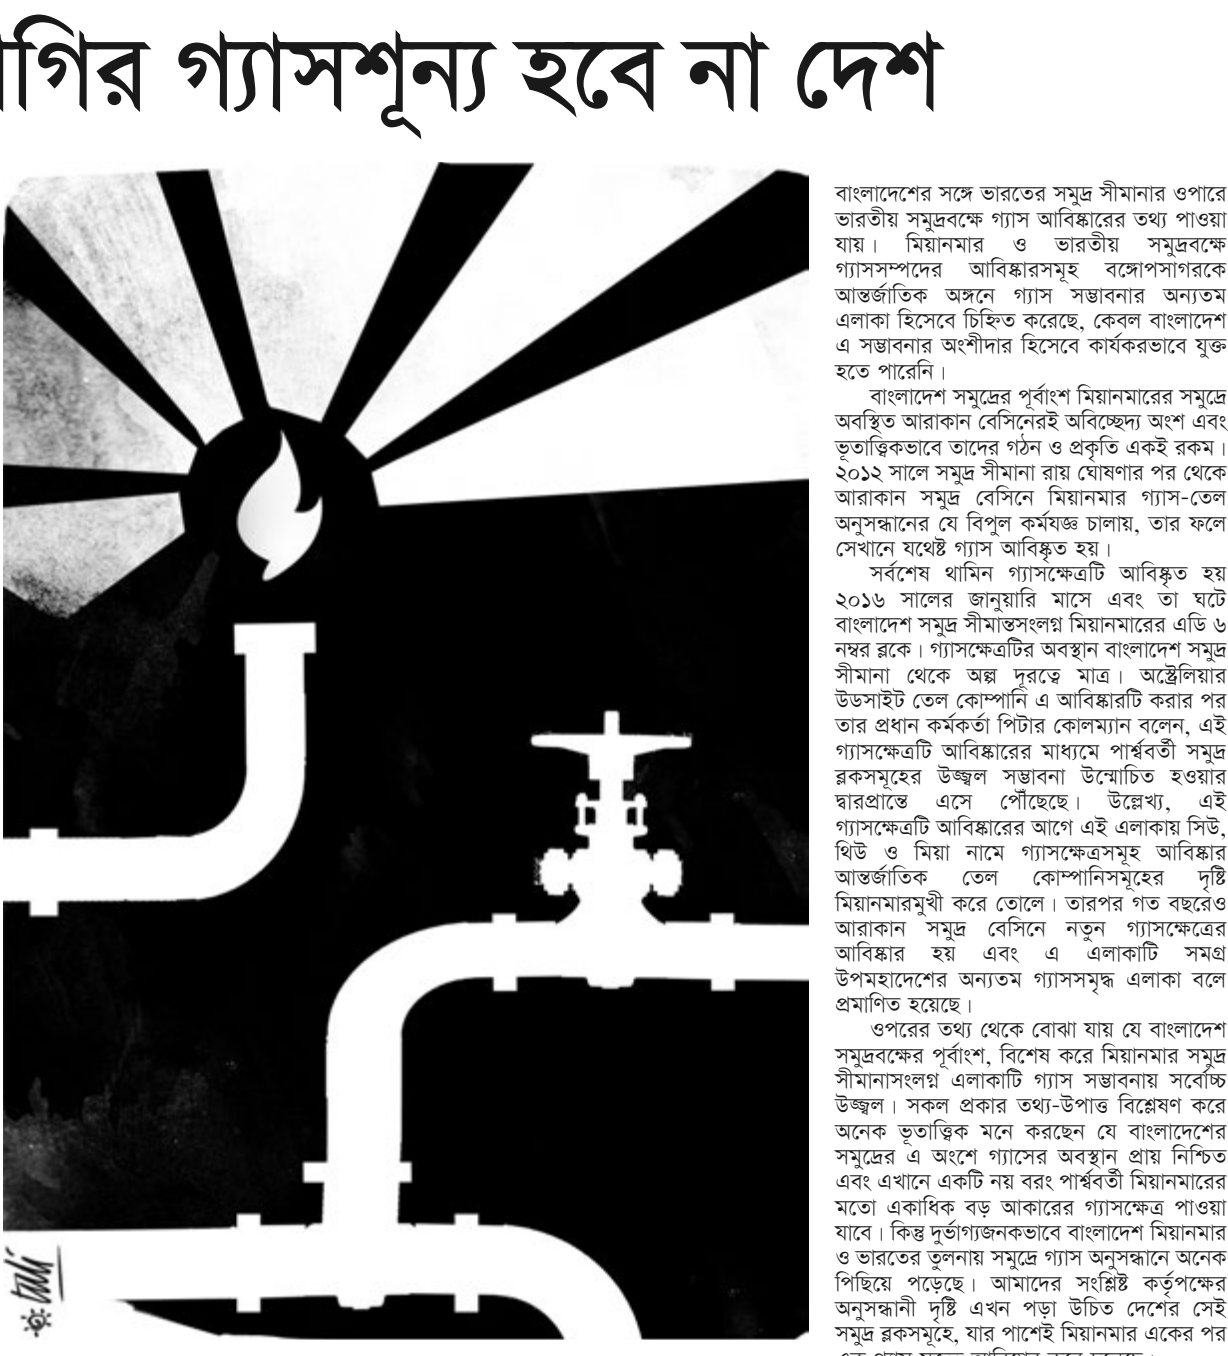 গির গ্যাসশূন্য হবে না দেশ
বাংলাদেশের সঙ্গে ভারতের সমুদ্র সীমানার ওপারে
ভারতীয় সমুদ্রবক্ষে গ্যাস আবিষ্কারের তথ্য পাওয়া
যায়। মিয়ানমার ও ভারতীয় সমুদ্রবক্ষে
গ্যাসসম্পদের আবিষ্কারসমূহ বঙ্গোপসাগরকে
আন্তর্জাতিক অঙ্গনে গ্যাস সম্ভাবনার অন্যতম
এলাকা হিসেবে চিহ্নিত করেছে, কেবল বাংলাদেশ
এ সম্ভাবনার অংশীদার হিসেবে কার্যকরভাবে যুক্ত
হতে পারেনি।
বাংলাদেশ সমুদ্রের পূর্বাংশ মিয়ানমারের সমুদ্রে
অবস্থিত আরাকান বেসিনেরই অবিচ্ছেদ্য অংশ এবং
ভূতাত্ত্বিকভাবে তাদের গঠন ও প্রকৃতি একই রকম।
২০১২ সালে সমুদ্র সীমানা রায় ঘোষণার পর থেকে
আরাকান সমুদ্র বেসিনে মিয়ানমার গ্যাস-তেল
অনুসন্ধানের যে বিপুল কর্মযজ্ঞ চালায়, তার ফলে
সেখানে যথেষ্ট গ্যাস আবিষ্কৃত হয়।
সর্বশেষ থামিন গ্যাসক্ষেত্রটি আবিষ্কৃত হয়
২০১৬ সালের জানুয়ারি মাসে এবং তা ঘটে
বাংলাদেশ সমুদ্র সীমান্তসংলগ্ন মিয়ানমারের এডি ৬
নম্বর ব্লকে। গ্যাসক্ষেত্রটির অবস্থান বাংলাদেশ সমুদ্র
সীমানা থেকে অল্প দূরত্বে মাত্র। অস্ট্রেলিয়ার
উডসাইট তেল কোম্পানি এ আবিষ্কারটি করার পর
তার প্রধান কর্মকর্তা পিটার কোলম্যান বলেন, এই
গ্যাসক্ষেত্রটি আবিষ্কারের মাধ্যমে পার্শ্ববর্তী সমুদ্র
ব্লকসমূহের উজ্জ্বল সম্ভাবনা উন্মোচিত হওয়ার
দ্বারপ্রান্তে এসে পৌঁছেছে। উল্লেখ্য, এই
গ্যাসক্ষেত্রটি আবিষ্কারের আগে এই এলাকায় সিউ,
থিউ ও মিয়া নামে গ্যাসক্ষেত্রসমূহ আবিষ্কার
আন্তর্জাতিক তেল কোম্পানিসমূহের দৃষ্টি
মিয়ানমারমুখী করে তোলে। তারপর গত বছরেও
আরাকান সমুদ্র বেসিনে নতুন গ্যাসক্ষেত্রের
আবিষ্কার হয় এবং এ এলাকাটি সমগ্র
উপমহাদেশের অন্যতম গ্যাসসমৃদ্ধ এলাকা বলে
প্রমাণিত হয়েছে।
ওপরের তথ্য থেকে বোঝা যায় যে বাংলাদেশ
সমুদ্রবক্ষের পূর্বাংশ, বিশেষ করে মিয়ানমার সমুদ্র
সীমানাসংলগ্ন এলাকাটি গ্যাস সম্ভাবনায় সর্বোচ্চ
উজ্জ্বল। সকল প্রকার তথ্য-উপাত্ত বিশ্লেষণ করে
অনেক ভূতাত্ত্বিক মনে করছেন যে বাংলাদেশের
সমুদ্রের এ অংশে গ্যাসের অবস্থান প্রায় নিশ্চিত
এবং এখানে একটি নয় বরং পার্শ্ববর্তী মিয়ানমারের
মতো একাধিক বড় আকারের গ্যাসক্ষেত্র পাওয়া
যাবে। কিন্তু দুর্ভাগ্যজনকভাবে বাংলাদেশ মিয়ানমার
ও ভারতের তুলনায় সমুদ্রে গ্যাস অনুসন্ধানে অনেক
পিছিয়ে পড়েছে। আমাদের সংশ্লিষ্ট কর্তৃপক্ষের
অনুসন্ধানী দৃষ্টি এখন পড়া উচিত দেশের সেই
সমুদ্র ব্লকসমূহে, যার পাশেই মিয়ানমার একের পর